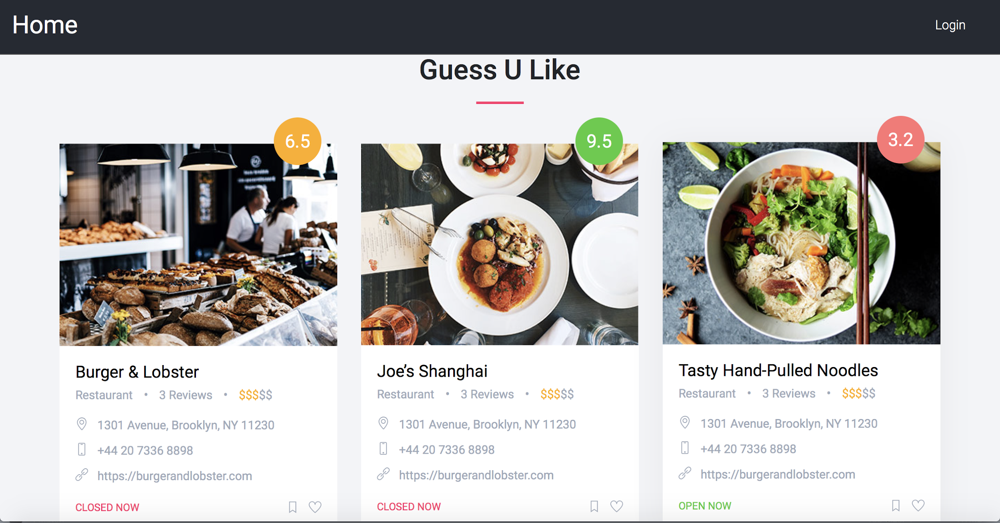 Home
Login
Guess U Like
6.5
9.5
3.2
Burger & Lobster
Restaurant • 3 Reviews • $$$$$
1301 Avenue, Brooklyn, NY 11230
+44 20 7336 8898
https://burgerandlobster.com
CLOSED NOW
Joe’s Shanghai
Restaurant • 3 Reviews • $$$$$
1301 Avenue, Brooklyn, NY 11230
+44 20 7336 8898
https://burgerandlobster.com
CLOSED NOW
Tasty Hand-Pulled Noodles
Restaurant • 3 Reviews • $$$$$
1301 Avenue, Brooklyn, NY 11230
+44 20 7336 8898
https://burgerandlobster.com
OPEN NOW